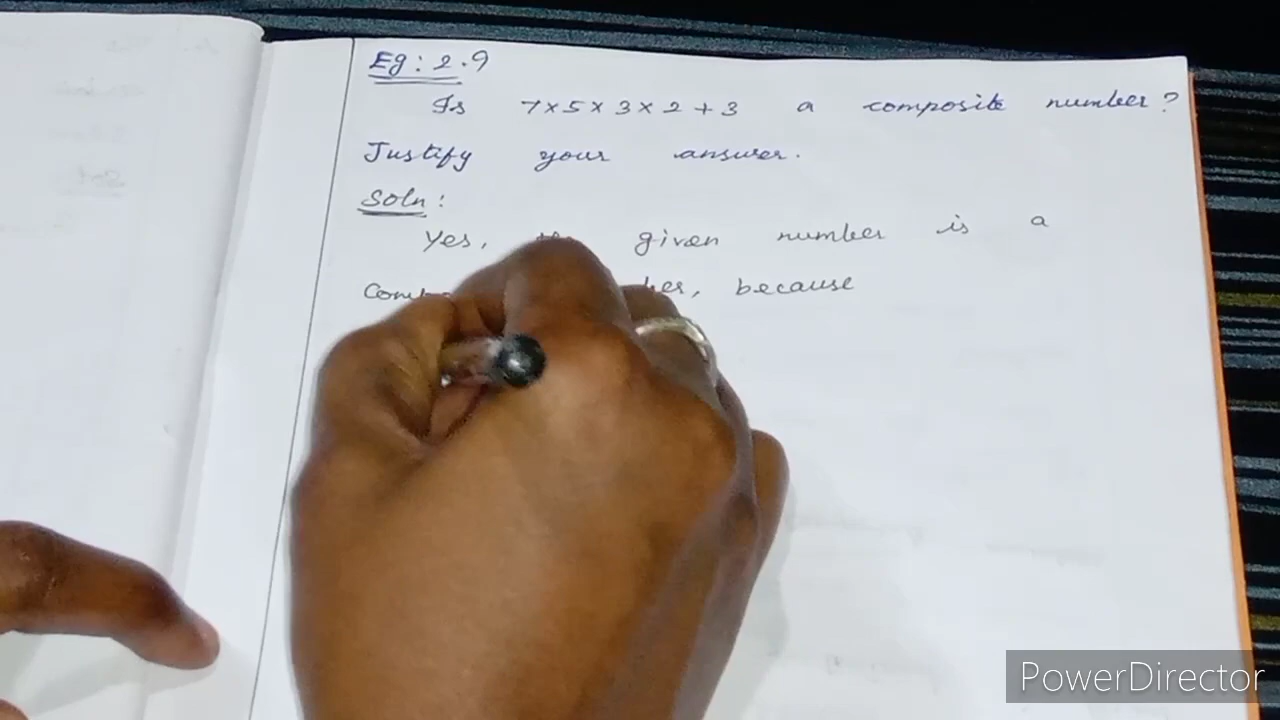 Eg: 2.9
Is 7×5×3×2+3 a composite number?
Justify your answer.
Soln:
Yes, given number is a
because
PowerDirector